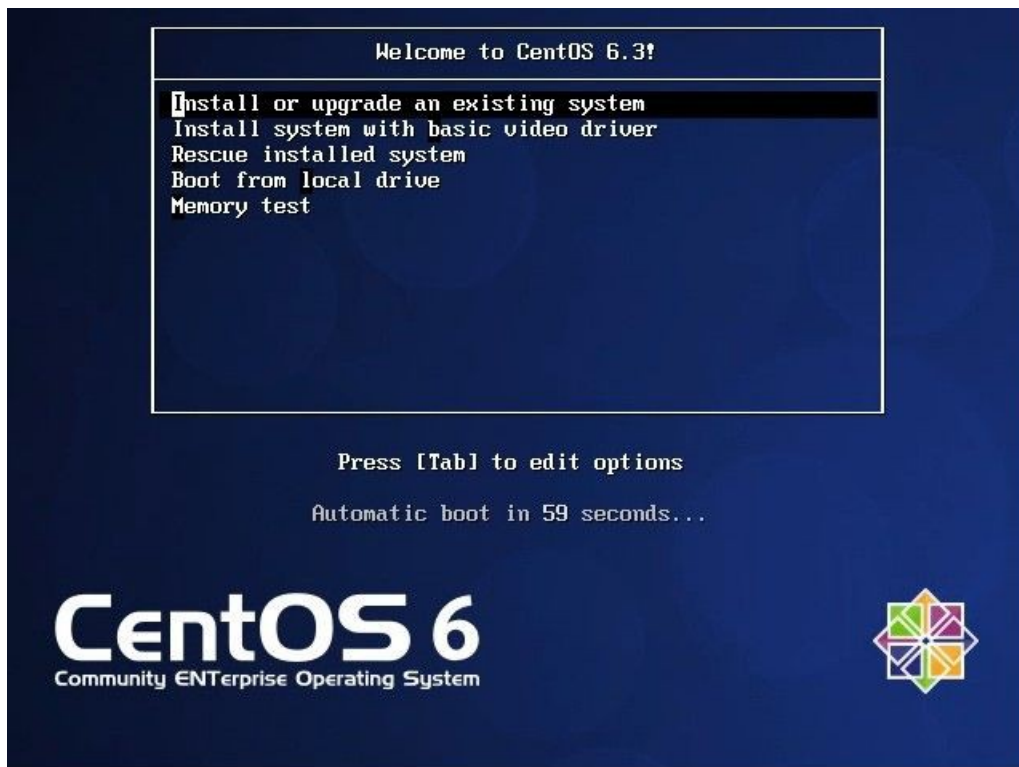 Welcome to CentOS 6.3!
Install or upgrade an existing system
Install system with basic video driver
Rescue installed system
Boot from local drive
Memory test
Press [Tab] to edit options
Automatic boot in 59 seconds...
CentOS 6
Community ENTerprise Operating System